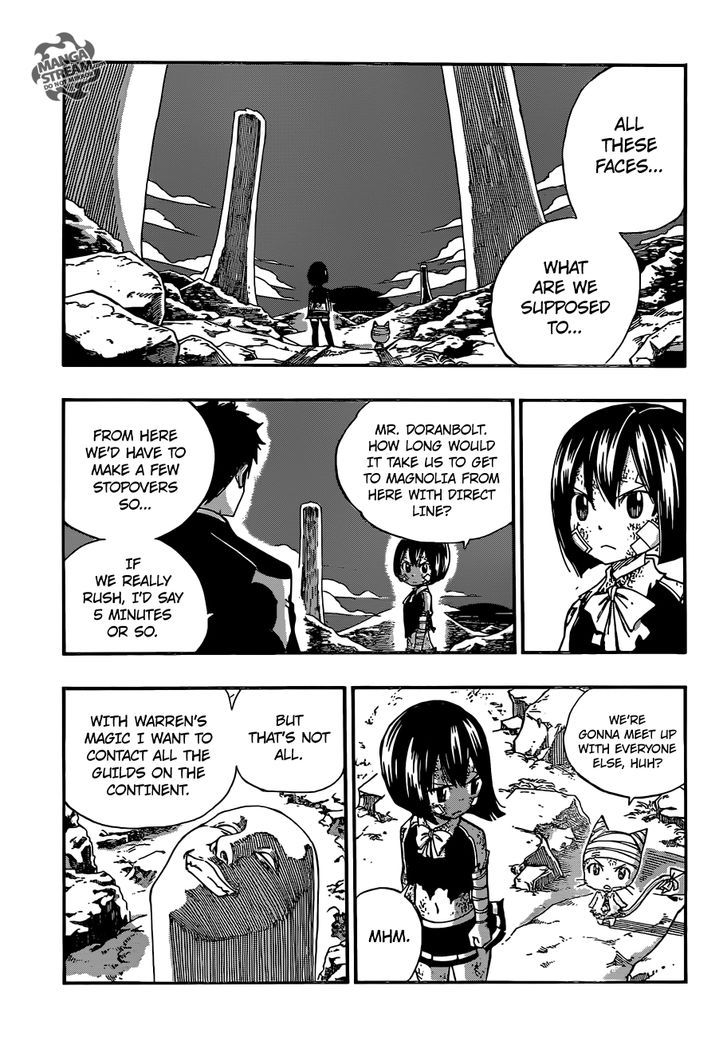 MANGA
STREAM
DO NOT MIRROR
ALL
THESE
FACES...
WHAT
ARE WE
SUPPOSED
TO...
MR. DORANBOLT.
HOW LONG WOULD
IT TAKE US TO GET
TO MAGNOLIA FROM
HERE WITH DIRECT
LINE?
FROM HERE
WE'D HAVE TO
MAKE A FEW
STOPOVERS
SO...
IF
WE REALLY
RUSH, I'D SAY
5 MINUTES
OR SO.
WE'RE
GONNA MEET UP
WITH EVERYONE
ELSE, HUH?
MHM.
BUT
THAT'S NOT
ALL.
WITH WARREN'S
MAGIC I WANT TO
CONTACT ALL THE
GUILDS ON THE
CONTINENT.